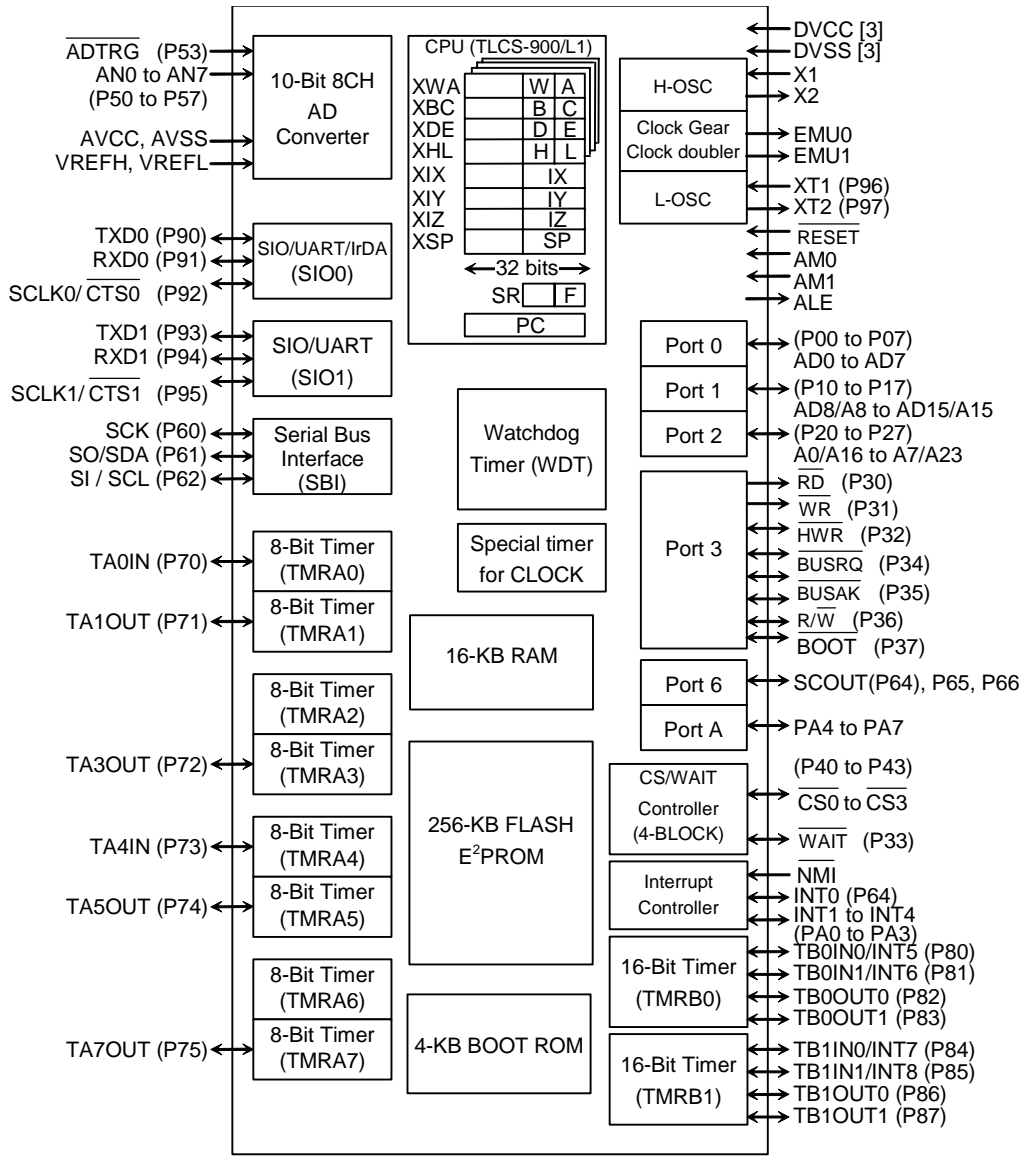 ADTRG (P53)
AN0 to AN7
(P50 to P57)
AVCC, AVSS
VREFH, VREFL
10-Bit 8CH
AD
Converter
TXD0 (P90)
RXD0 (P91)
SCLK0/ CTS0 (P92)
SIO/UART/IrDA
(SIO0)
TXD1 (P93)
RXD1 (P94)
SCLK1/ CTS1 (P95)
SIO/UART
(SIO1)
SCK (P60)
SO/SDA (P61)
SI / SCL (P62)
Serial Bus
Interface
(SBI)
TA0IN (P70)
8-Bit Timer
(TMRA0)
TA1OUT (P71)
8-Bit Timer
(TMRA1)
8-Bit Timer
(TMRA2)
TA3OUT (P72)
8-Bit Timer
(TMRA3)
TA4IN (P73)
8-Bit Timer
(TMRA4)
TA5OUT (P74)
8-Bit Timer
(TMRA5)
8-Bit Timer
(TMRA6)
TA7OUT (P75)
8-Bit Timer
(TMRA7)
CPU (TLCS-900/L1)
XWA W A
XBC B C
XDE D E
XHL H L
XIX IX
XIY IY
XIZ IZ
XSP SP
32 bits
SR F
PC
Watchdog
Timer (WDT)
Special timer
for CLOCK
16-KB RAM
256-KB FLASH
E2PROM
4-KB BOOT ROM
DVCC [3]
DVSS [3]
H-OSC
X1
X2
Clock Gear
Clock doubler
EMU0
EMU1
L-OSC
XT1 (P96)
XT2 (P97)
RESET
AM0
AM1
ALE
Port 0
(P00 to P07)
AD0 to AD7
Port 1
(P10 to P17)
AD8/A8 to AD15/A15
Port 2
(P20 to P27)
A0/A16 to A7/A23
Port 3
RD (P30)
WR (P31)
HWR (P32)
BUSRQ (P34)
BUSAK (P35)
R/W (P36)
BOOT (P37)
Port 6
SCOUT(P64), P65, P66
Port A
PA4 to PA7
CS/WAIT
Controller
(4-BLOCK)
(P40 to P43)
CS0 to CS3
WAIT (P33)
Interrupt
Controller
NMI
INT0 (P64)
INT1 to INT4
(PA0 to PA3)
16-Bit Timer
(TMRB0)
TB0IN0/INT5 (P80)
TB0IN1/INT6 (P81)
TB0OUT0 (P82)
TB0OUT1 (P83)
16-Bit Timer
(TMRB1)
TB1IN0/INT7 (P84)
TB1IN1/INT8 (P85)
TB1OUT0 (P86)
TB1OUT1 (P87)